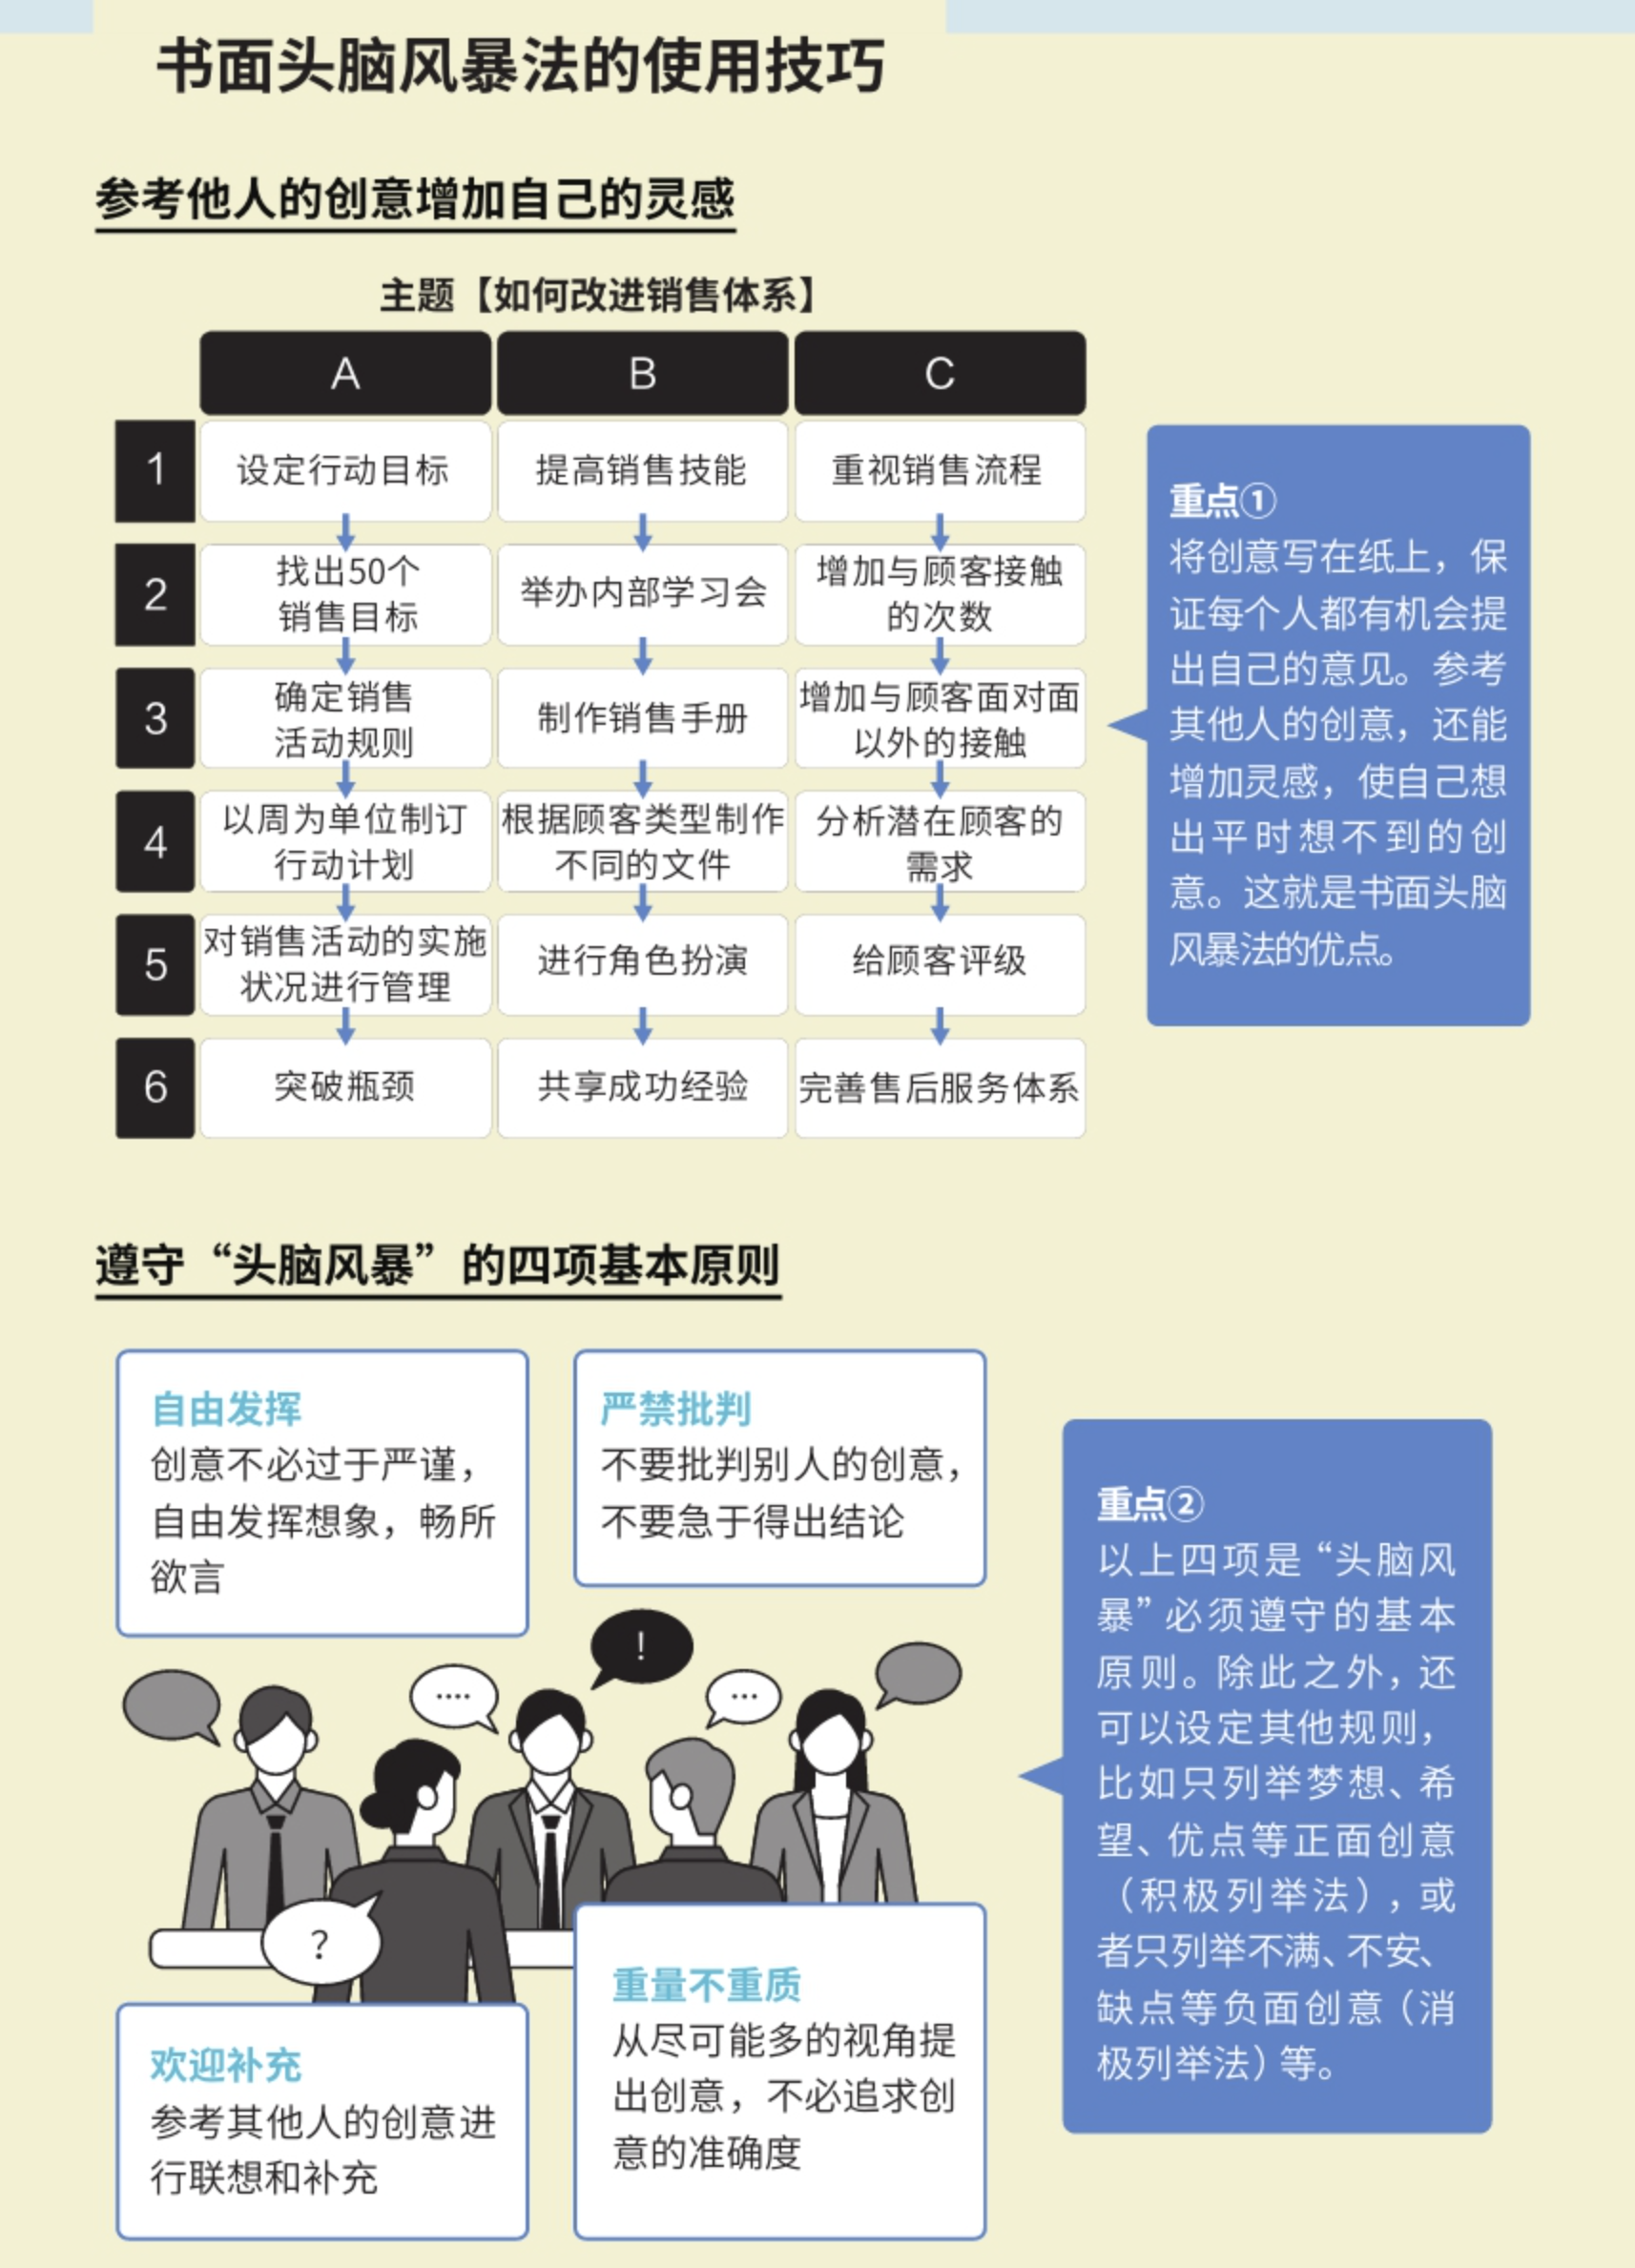 书面头脑风暴法的使用技巧
参考他人的创意增加自己的灵感
主题【如何改进销售体系】
A
B
C
1
设定行动目标
提高销售技能
重视销售流程
2
找出50个
销售目标
举办内部学习会
增加与顾客接触
的次数
3
确定销售
活动规则
制作销售手册
增加与顾客面对面
以外的接触
4
以周为单位制订
行动计划
根据顾客类型制作
不同的文件
分析潜在顾客的
需求
5
对销售活动的实施
状况进行管理
进行角色扮演
给顾客评级
6
突破瓶颈
共享成功经验
完善售后服务体系
重点①
将创意写在纸上，保
证每个人都有机会提
出自己的意见。参考
其他人的创意，还能
增加灵感，使自己想
出平时想不到的创
意。这就是书面头脑
风暴法的优点。
遵守“头脑风暴”的四项基本原则
自由发挥
创意不必过于严谨，
自由发挥想象，畅所
欲言
严禁批判
不要批判别人的创意，
不要急于得出结论
!
....
...
?
欢迎补充
参考其他人的创意进
行联想和补充
重量不重质
从尽可能多的视角提
出创意，不必追求创
意的准确度
重点②
以上四项是“头脑风
暴”必须遵守的基本
原则。除此之外，还
可以设定其他规则，
比如只列举梦想、希
望、优点等正面创意
（积极列举法），或
者只列举不满、不安、
缺点等负面创意（消
极列举法）等。